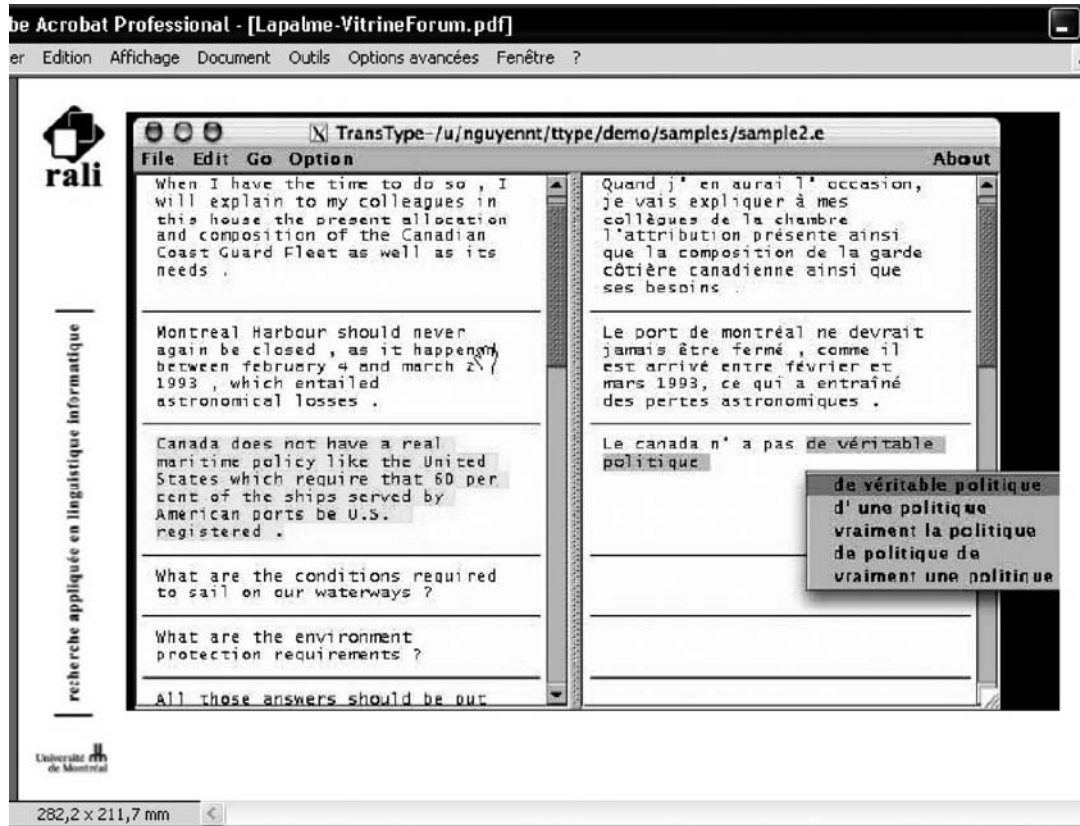 be Acrobat Professional - [Lapalme-VitrineForum.pdf]
er Edition Affichage Document Outils Options avancées Fenêtre ?
rali
recherche appliquée en linguistique informatique
Université
de Montréal
TransType-/u/nguyennt/ttype/demo/samples/sample2.e
File Edit Go Option About
When I have the time to do so , I
will explain to my colleagues in
this house the present allocation
and composition of the Canadian
Coast Guard Fleet as well as its
needs .
Montreal Harbour should never
again be closed , as it happened
between february 4 and march
1993 , which entailed
astronomical losses .
Canada does not have a real
maritime policy like the United
States which require that 60 per
cent of the ships served by
American ports be U.S.
registered .
What are the conditions required
to sail on our waterways ?
What are the environment
protection requirements ?
All those answers should be put
Quand j' en aurai l' occasion,
je vais expliquer à mes
collègues de la chambre
l'attribution présente ainsi
que la composition de la garde
côtière canadienne ainsi que
ses besoins .
Le port de montréal ne devrait
jamais être fermé , comme il
est arrivé entre février et
mars 1993, ce qui a entraîné
des pertes astronomiques .
Le canada n' a pas de véritable
politique
de véritable politique
d' une politique
vraiment la politique
de politique de
vraiment une politique
282,2 x 211,7 mm